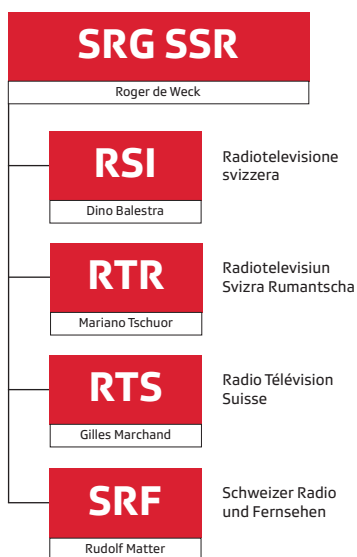 SRG SSR
Roger de Weck
RSI
Dino Balestra
Radiotelevisione
svizzera
RTR
Mariano Tschuor
Radiotelevisiun
Svizra Rumantscha
RTS
Gilles Marchand
Radio Télévision
Suisse
SRF
Rudolf Matter
Schweizer Radio
und Fernsehen